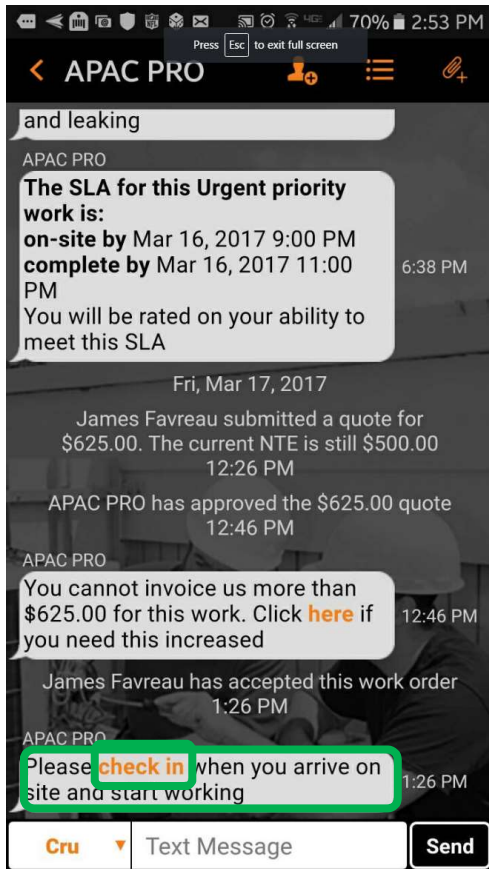 4G 70% 2:53 PM
Press Esc to exit full screen
APAC PRO
and leaking
APAC PRO
The SLA for this Urgent priority
work is:
on-site by Mar 16, 2017 9:00 PM
complete by Mar 16, 2017 11:00
PM
You will be rated on your ability to
meet this SLA
6:38 PM
Fri, Mar 17, 2017
James Favreau submitted a quote for
$625.00. The current NTE is still $500.00
12:26 PM
APAC PRO has approved the $625.00 quote
12:46 PM
APAC PRO
You cannot invoice us more than
$625.00 for this work. Click here if
you need this increased
12:46 PM
James Favreau has accepted this work order
1:26 PM
APAC PRO
Please check in when you arrive on
site and start working
1:26 PM
Cru Text Message Send